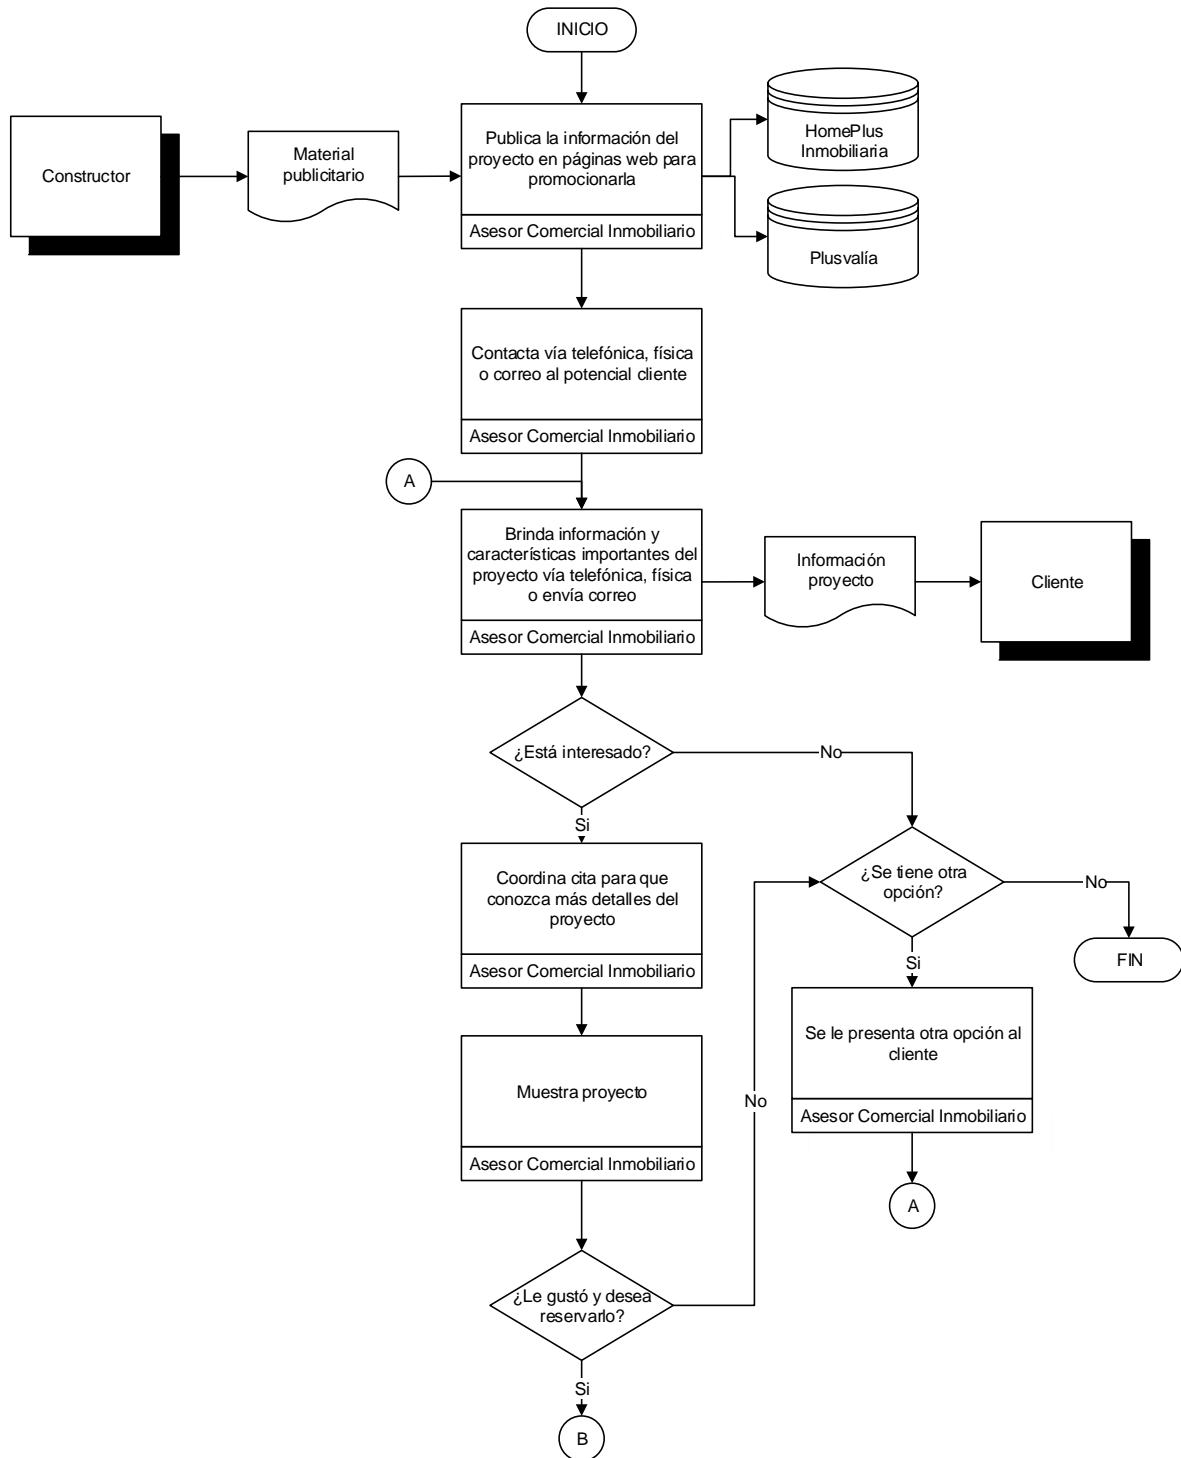 INICIO
Constructor
Material
publicitario
Publica la información del
proyecto en páginas web para
promocionarla
Asesor Comercial Inmobiliario
HomePlus
Inmobiliaria
Plusvalía
Contacta vía telefónica, física
o correo al potencial cliente
Asesor Comercial Inmobiliario
A
Brinda información y
características importantes del
proyecto vía telefónica, física
o envía correo
Asesor Comercial Inmobiliario
Información
proyecto
Cliente
¿Está interesado?
No
Si
Coordina cita para que
conozca más detalles del
proyecto
Asesor Comercial Inmobiliario
¿Se tiene otra
opción?
No
FIN
Si
Se le presenta otra opción al
cliente
Asesor Comercial Inmobiliario
A
Muestra proyecto
Asesor Comercial Inmobiliario
No
¿Le gustó y desea
reservarlo?
Si
B